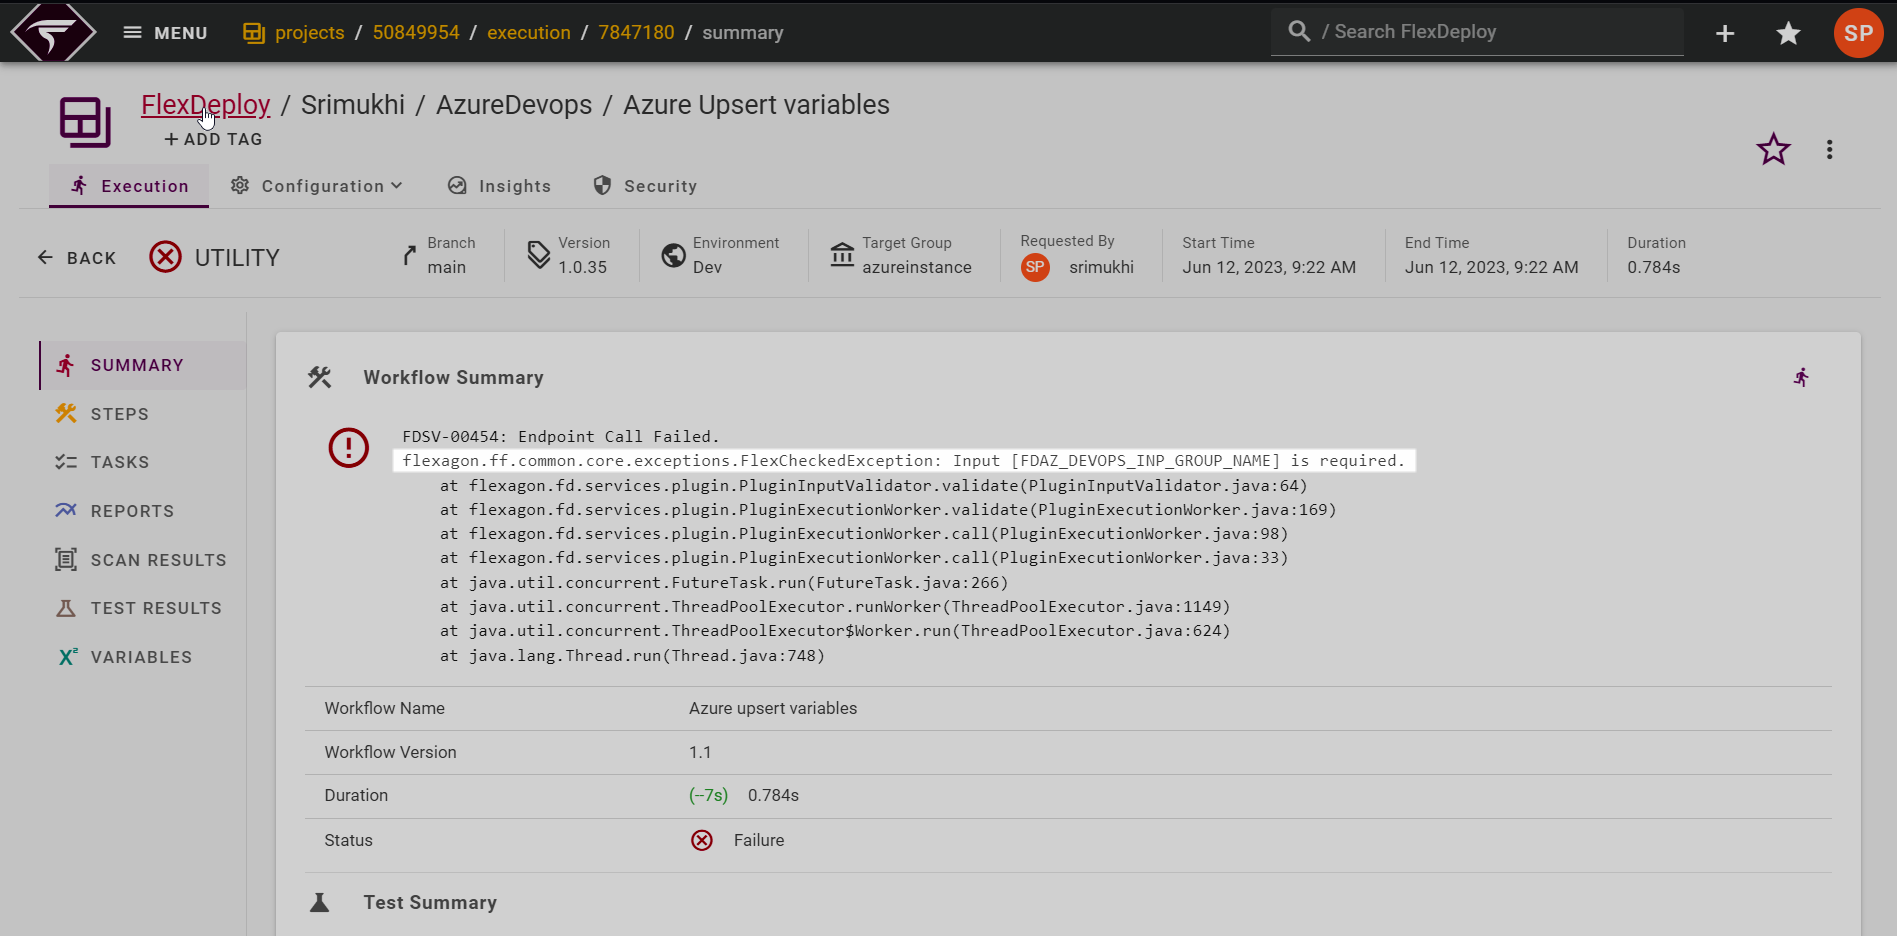 MENU
projects / 50849954 / execution / 7847180 / summary
/ Search FlexDeploy
SP
FlexDeploy / Srimukhi / AzureDevops / Azure Upsert variables
+ ADD TAG
Execution
Configuration
Insights
Security
BACK
UTILITY
Branch
main
Version
1.0.35
Environment
Dev
Target Group
azureinstance
Requested By
SP srimukhi
Start Time
Jun 12, 2023, 9:22 AM
End Time
Jun 12, 2023, 9:22 AM
Duration
0.784s
SUMMARY
STEPS
TASKS
REPORTS
SCAN RESULTS
TEST RESULTS
X² VARIABLES
Workflow Summary
FDSV-00454: Endpoint Call Failed.
flexagon.ff.common.core.exceptions.FlexCheckedException: Input [FDAZ_DEVOPS_INP_GROUP_NAME] is required.
at flexagon.fd.services.plugin.PluginInputValidator.validate(PluginInputValidator.java:64)
at flexagon.fd.services.plugin.PluginExecutionWorker.validate(PluginExecutionWorker.java:169)
at flexagon.fd.services.plugin.PluginExecutionWorker.call(PluginExecutionWorker.java:98)
at flexagon.fd.services.plugin.PluginExecutionWorker.call(PluginExecutionWorker.java:33)
at java.util.concurrent.FutureTask.run(FutureTask.java:266)
at java.util.concurrent.ThreadPoolExecutor.runWorker(ThreadPoolExecutor.java:1149)
at java.util.concurrent.ThreadPoolExecutor$Worker.run(ThreadPoolExecutor.java:624)
at java.lang.Thread.run(Thread.java:748)
Workflow Name Azure upsert variables
Workflow Version 1.1
Duration (--7s) 0.784s
Status Failure
Test Summary